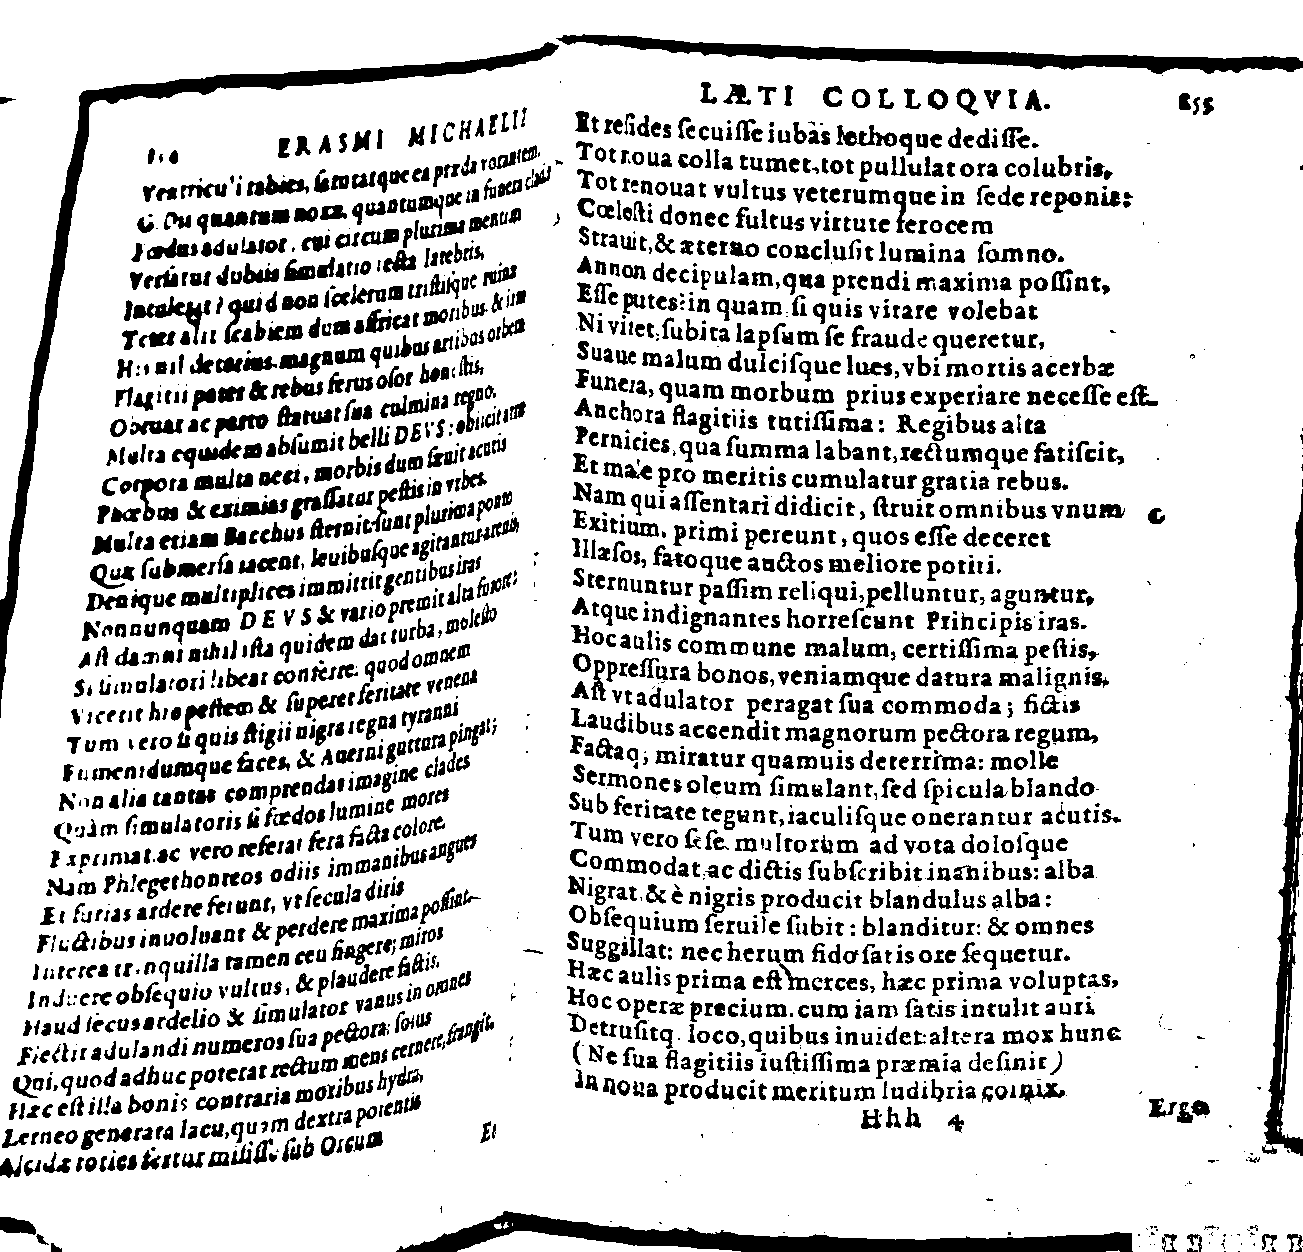 ERASMI MICHAELII
Ventriculi rabies, satiatque ea perda vorantem.
quantum noxæ, quantumque in funera cladis
Fœdus adulator, cui circum plurima mentum
Versatur dubiis simulatio tecta latebris,
Intulerit? quid non scelerum tristisque ruinæ
Tetet alit scabiem dum affricat moribus & ira
deterius. magnum quibus artibus orbem
Flagitii pater & rebus ferus osor honestis,
Obruat ac parto statuat sua culmina regno.
Multa equidem absumit belli DEVS: obiicit atræ
Corpora multa neci, morbis dum sæuit acutis
Phœbus & eximias grassatur pestis in vrbes.
Multa etiam Bacchus sternit: sunt plurima ponto
Quæ submersa iacent, leuibusque agitantur arenis,
Denique multiplices immittit gentibus iras
Nonnunquam DEVS & vario premit alta furore:
Ast damni nihil ista quidem dat turba, molesto
Si simulatori libeat conferre: quod omnem
Vicerit hic pestem & superet feritate venena
Tum vero si quis stigii nigra regna tyranni
Fumentdumque faces, & Auerni guttura pingat;
Non alia tantas comprendas imagine clades
Quàm simulatoris si fœdos lumine mores
Exprimat. ac vero referat fera facta colore.
Nam Phlegethonteos odiis immanibus angues
Et furias ardere ferunt, vt secula ditis
Fluctibus inuoluant & perdere maxima possint.
Interea tranquilla tamen ceu fingere; miros
Induere obsequio vultus, & plaudere factis,
Haud secus ardelio & simulator vanus in omnes
Flectit adulandi numeros sua pectora; solus
Qui, quod adhuc poterat rectum mens cernere, frangit.
Hæc est illa bonis contraria moribus hydra,
Lerneo generata lacu, quam dextra potentis
Alcidæ toties fertur misisse sub Orcum
Et
LÆTI COLLOQVIA. 855
Et resides secuisse iubàs lethoque dedisse.
Tot noua colla tumet, tot pullulat ora colubris,
Tot renouat vultus veterumque in sede reponit:
Cœlesti donec fultus virtute ferocem
Strauit, & æterno conclusit lumina somno.
Annon decipulam, qua prendi maxima possint,
Esse putes: in quam si quis vitare volebat
Ni vitet, subita lapsum se fraude queretur,
Suaue malum dulcisque lues, vbi mortis acerbæ
Funera, quam morbum prius experiare necesse est.
Anchora flagitiis tutissima: Regibus alta
Pernicies, qua summa labant, rectumque fatiscit,
Et male pro meritis cumulatur gratia rebus.
Nam qui assentari didicit, struit omnibus vnum
Exitium, primi pereunt, quos esse deceret
Illæsos, fatoque auctos meliore potiri.
Sternuntur passim reliqui, pelluntur, aguntur,
Atque indignantes horrescunt Principis iras.
Hoc aulis commune malum, certissima pestis,
Oppressura bonos, veniamque datura malignis.
Ast vt adulator peragat sua commoda; fictis
Laudibus accendit magnorum pectora regum,
Factaq; miratur quamuis deterrima: molle
Sermones oleum simulant, sed spicula blando
Sub feritate tegunt, iaculisque onerantur acutis.
Tum vero sese multorum ad vota dolosque
Commodat, ac dictis subscribit inanibus: alba
Nigrat, & è nigris producit blandulus alba:
Obsequium seruile subit: blanditur: & omnes
Suggillat: nec herum fido satis ore sequetur.
Hæc aulis prima est merces, hæc prima voluptas,
Hoc operæ precium. cum iam satis intulit auri
Detrusitq. loco, quibus inuidet: altera mox hunc
(Ne sua flagitiis iustissima præmia desinit)
In noua producit meritum ludibria cornix.
Hhh 4 Ergo